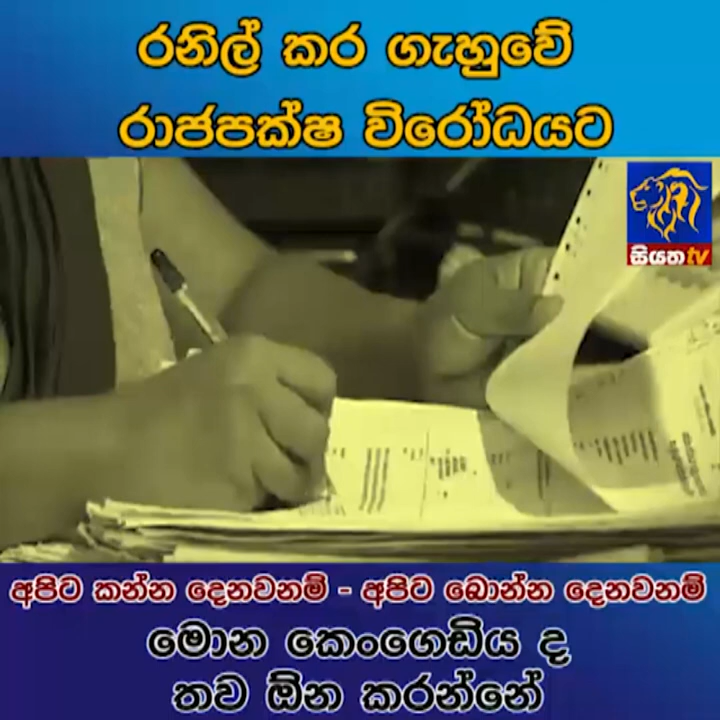 රනිල් කර ගැහුවේ
රාජපක්ෂ විරෝධයට
සියත tv
අපිට කන්න දෙනවනම් - අපිට බොන්න දෙනවනම්
මොන කෙංගෙඩිය ද
තව ඕන කරන්නේ